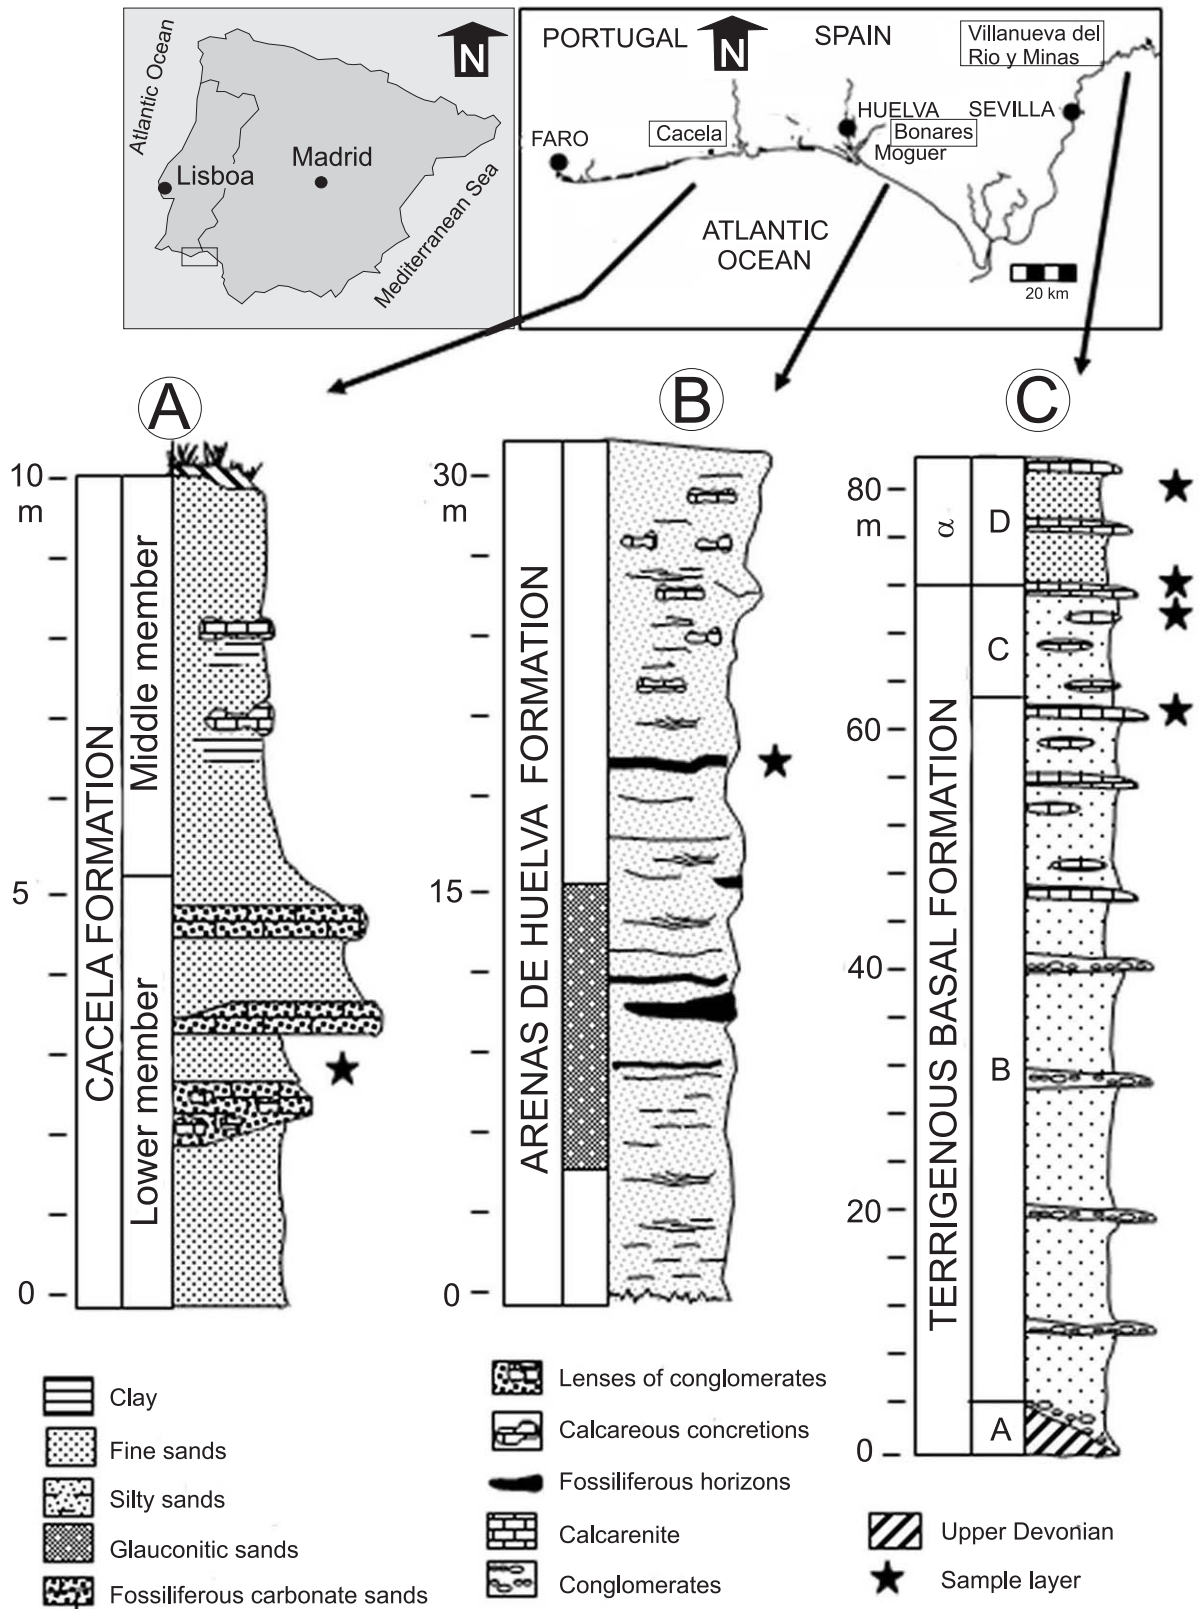 Atlantic Ocean
N
Lisboa
Madrid
Mediterranean Sea
PORTUGAL
N
SPAIN
Villanueva del
Rio y Minas
FARO
Cacela
HUELVA
Bonares
Moguer
SEVILLA
ATLANTIC
OCEAN
20 km
A
B
C
10
m
5
0
CACELA FORMATION
Middle member
Lower member
30
m
15
0
ARENAS DE HUELVA FORMATION
80
m
60
40
20
0
α
TERRIGENOUS BASAL FORMATION
D
C
B
A
Clay
Fine sands
Silty sands
Glauconitic sands
Fossiliferous carbonate sands
Lenses of conglomerates
Calcareous concretions
Fossiliferous horizons
Calcarenite
Conglomerates
Upper Devonian
Sample layer